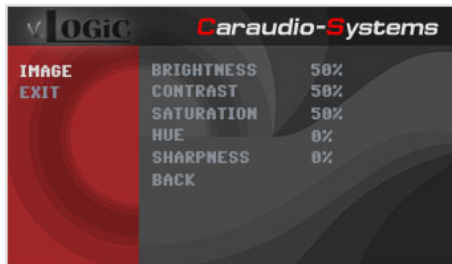 v.LOGiC Caraudio-Systems
IMAGE
EXIT
BRIGHTNESS 50%
CONTRAST 50%
SATURATION 50%
HUE 0%
SHARPNESS 0%
BACK